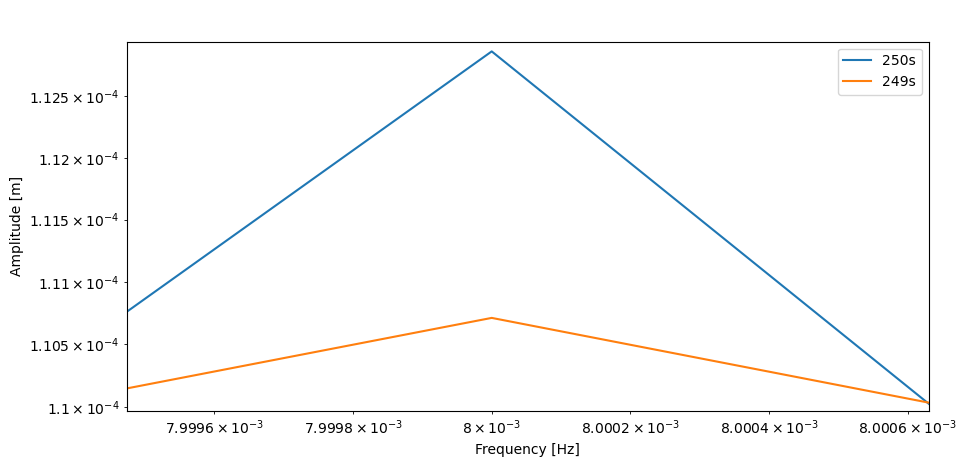 250s
249s
1.125 × 10⁻⁴
1.12 × 10⁻⁴
1.115 × 10⁻⁴
1.11 × 10⁻⁴
1.105 × 10⁻⁴
1.1 × 10⁻⁴
Amplitude [m]
7.9996 × 10⁻³
7.9998 × 10⁻³
8 × 10⁻³
8.0002 × 10⁻³
8.0004 × 10⁻³
8.0006 × 10⁻³
Frequency [Hz]